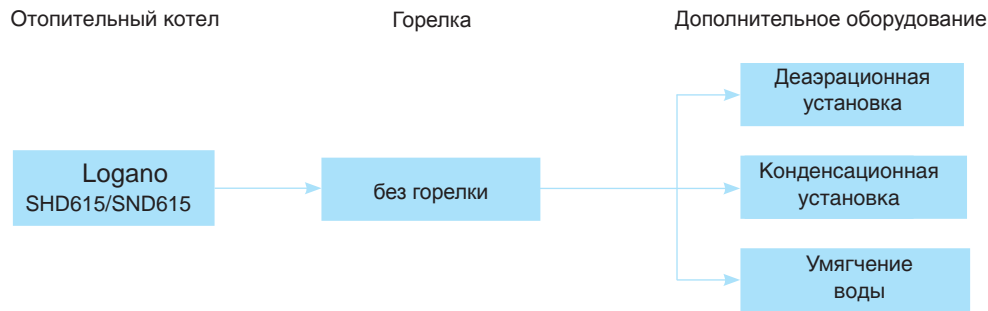 Отопительный котел
Горелка
Дополнительное оборудование
Деаэрационная
установка
Logano
SHD615/SND615
без горелки
Конденсационная
установка
Умягчение
воды